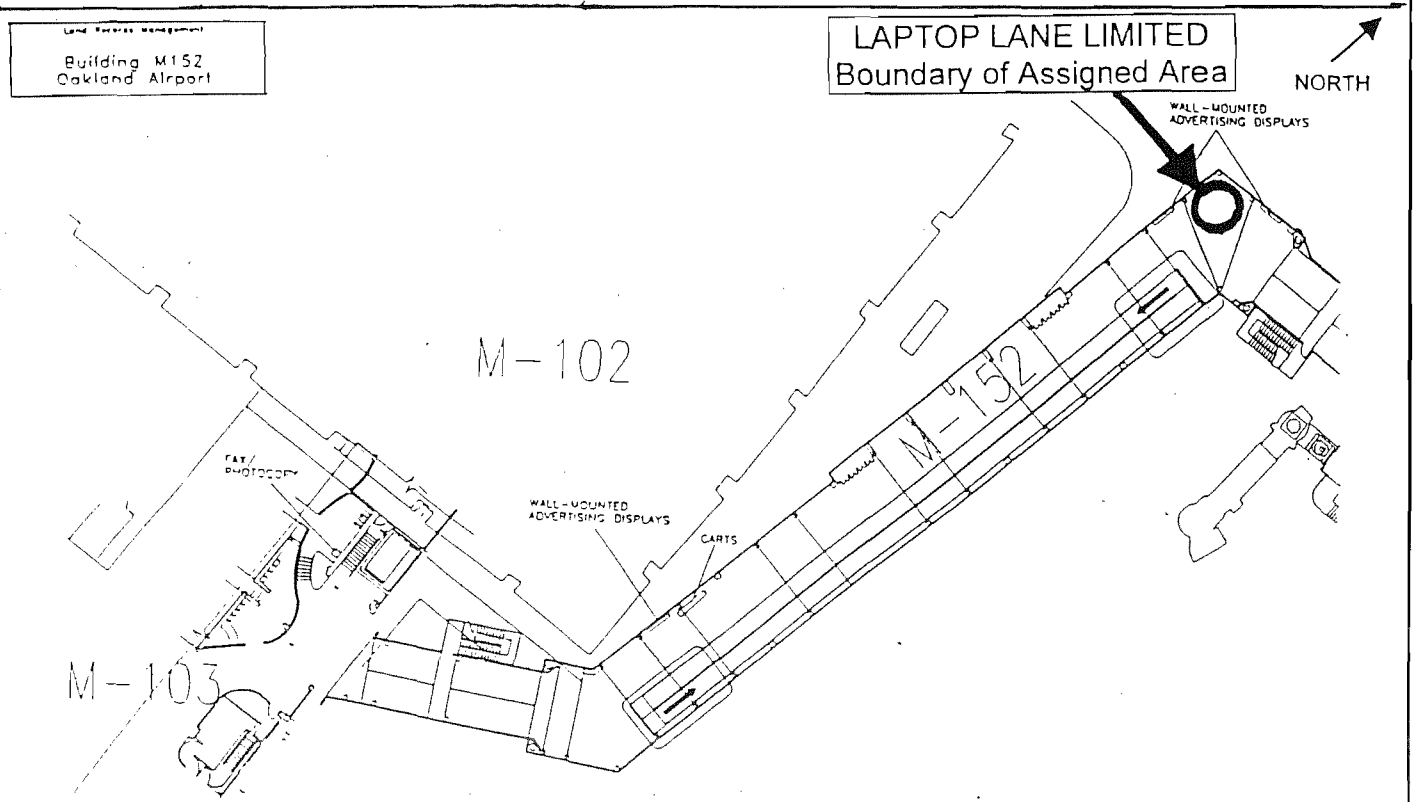 Building M152
Oakland Airport
LAPTOP LANE LIMITED
Boundary of Assigned Area
NORTH
WALL-MOUNTED
ADVERTISING DISPLAYS
M-102
M-152
FAX/
PHOTOCOPY
WALL-MOUNTED
ADVERTISING DISPLAYS
CARTS
M-103